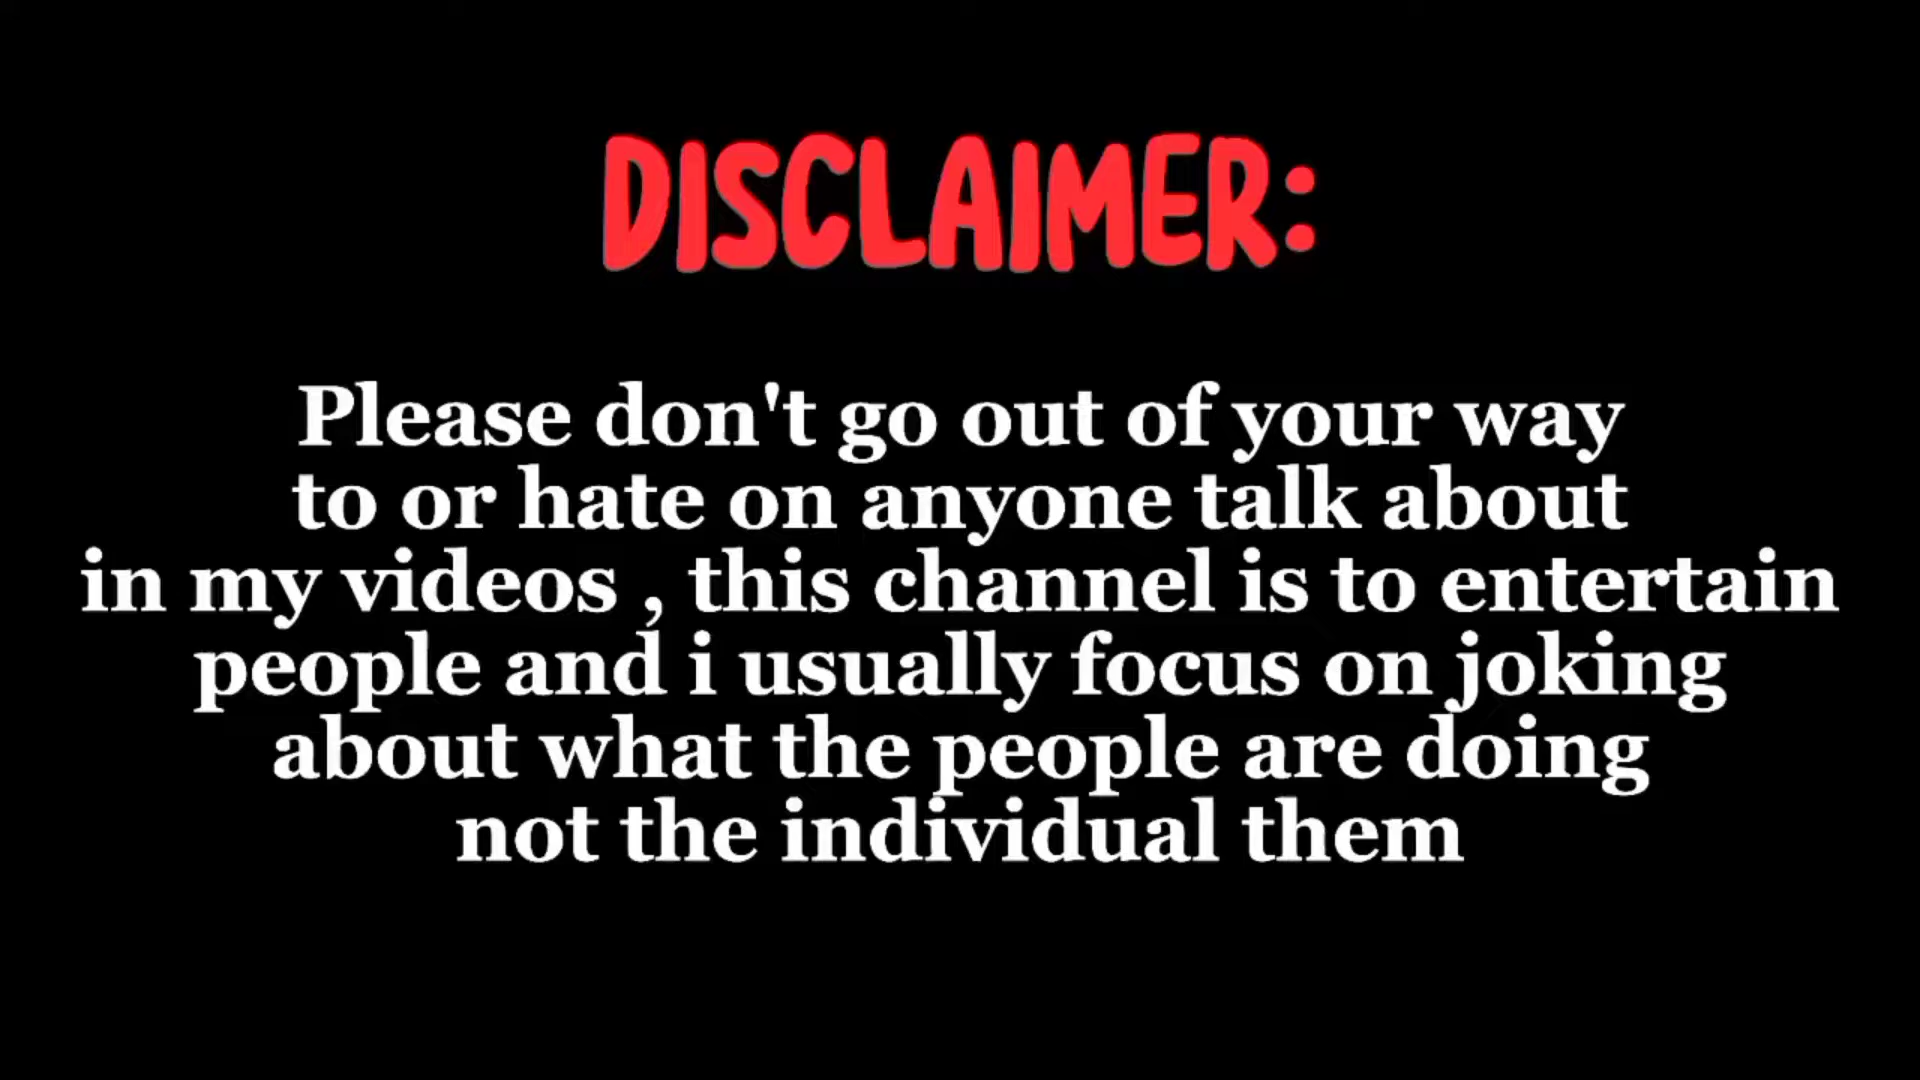 DISCLAIMER:
Please don't go out of your way
to or hate on anyone talk about
in my videos , this channel is to entertain
people and i usually focus on joking
about what the people are doing
not the individual them